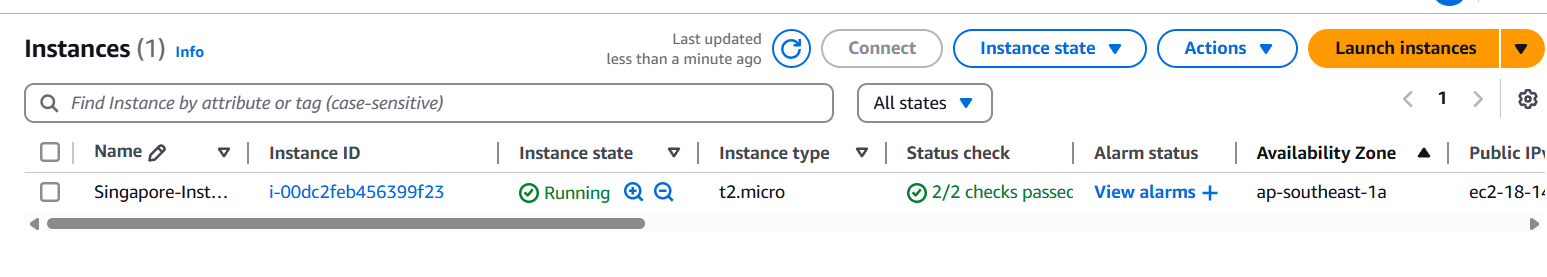 Instances (1) Info
Last updated
less than a minute ago
Connect
Instance state
Actions
Launch instances
Find Instance by attribute or tag (case-sensitive)
All states
1
Name Instance ID Instance state Instance type Status check Alarm status Availability Zone Public IPv
Singapore-Inst... i-00dc2feb456399f23 Running t2.micro 2/2 checks passed View alarms + ap-southeast-1a ec2-18-14